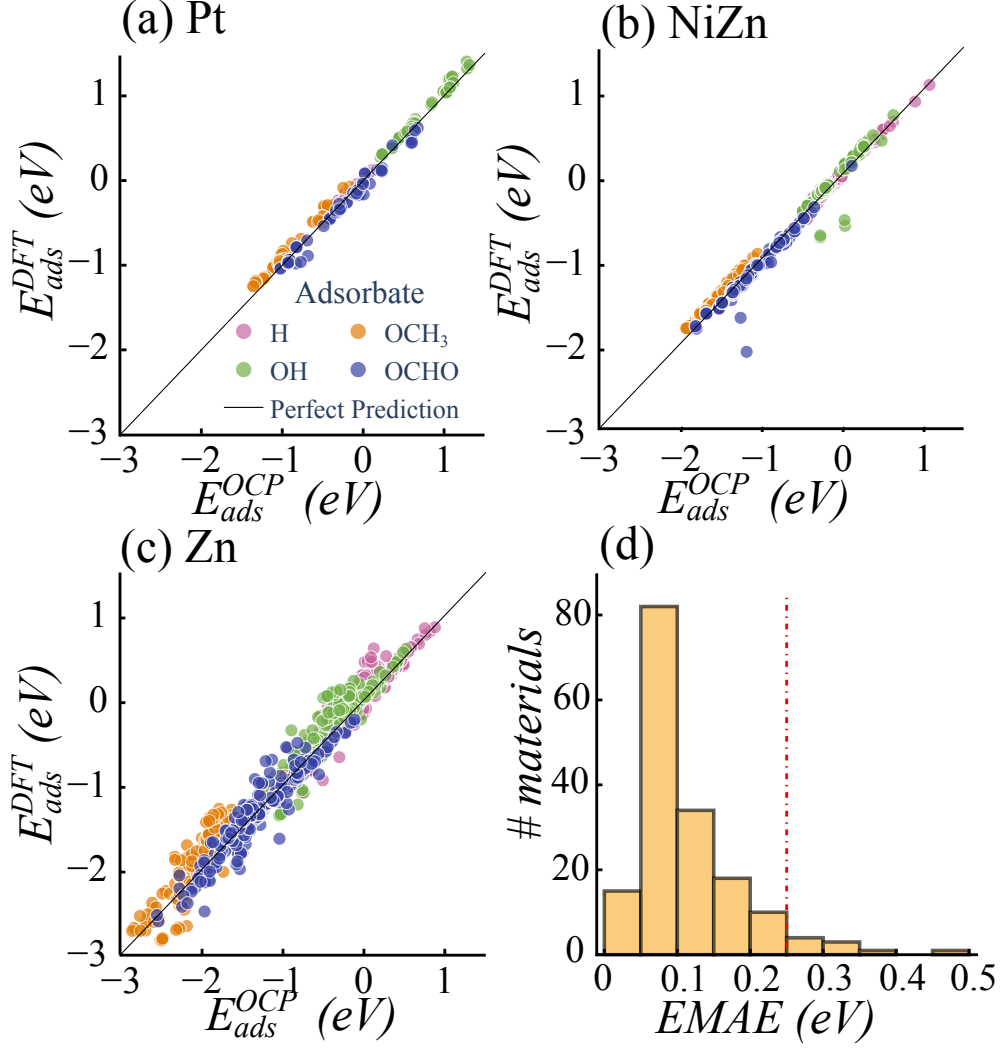 (a) Pt
E_ads^DFT (eV)
1
0
−1
−2
−3
Adsorbate
H
OCH₃
OH
OCHO
Perfect Prediction
−3 −2 −1 0 1
E_ads^OCP (eV)
(b) NiZn
E_ads^DFT (eV)
1
0
−1
−2
−3
−3 −2 −1 0 1
E_ads^OCP (eV)
(c) Zn
E_ads^DFT (eV)
1
0
−1
−2
−3
−3 −2 −1 0 1
E_ads^OCP (eV)
(d)
# materials
80
60
40
20
0
0 0.1 0.2 0.3 0.4 0.5
EMAE (eV)